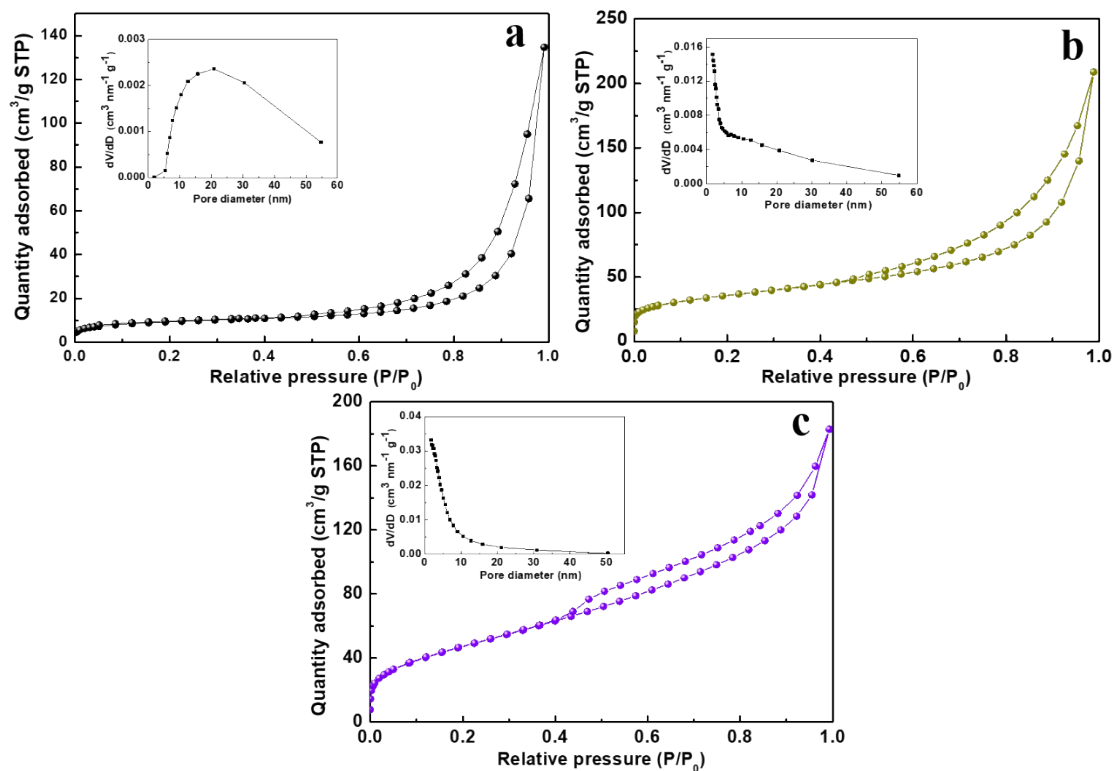 a
Quantity adsorbed (cm³/g STP)
140
120
100
80
60
40
20
0
0.0 0.2 0.4 0.6 0.8 1.0
Relative pressure (P/P₀)
dV/dD (cm³ nm⁻¹ g⁻¹)
0.003
0.002
0.001
0.000
0 10 20 30 40 50 60
Pore diameter (nm)
b
Quantity adsorbed (cm³/g STP)
250
200
150
100
50
0
0.0 0.2 0.4 0.6 0.8 1.0
Relative pressure (P/P₀)
dV/dD (cm³ nm⁻¹ g⁻¹)
0.016
0.012
0.008
0.004
0.000
0 10 20 30 40 50 60
Pore diameter (nm)
c
Quantity adsorbed (cm³/g STP)
200
160
120
80
40
0
0.0 0.2 0.4 0.6 0.8 1.0
Relative pressure (P/P₀)
dV/dD (cm³ nm⁻¹ g⁻¹)
0.04
0.03
0.02
0.01
0.00
0 10 20 30 40 50
Pore diameter (nm)